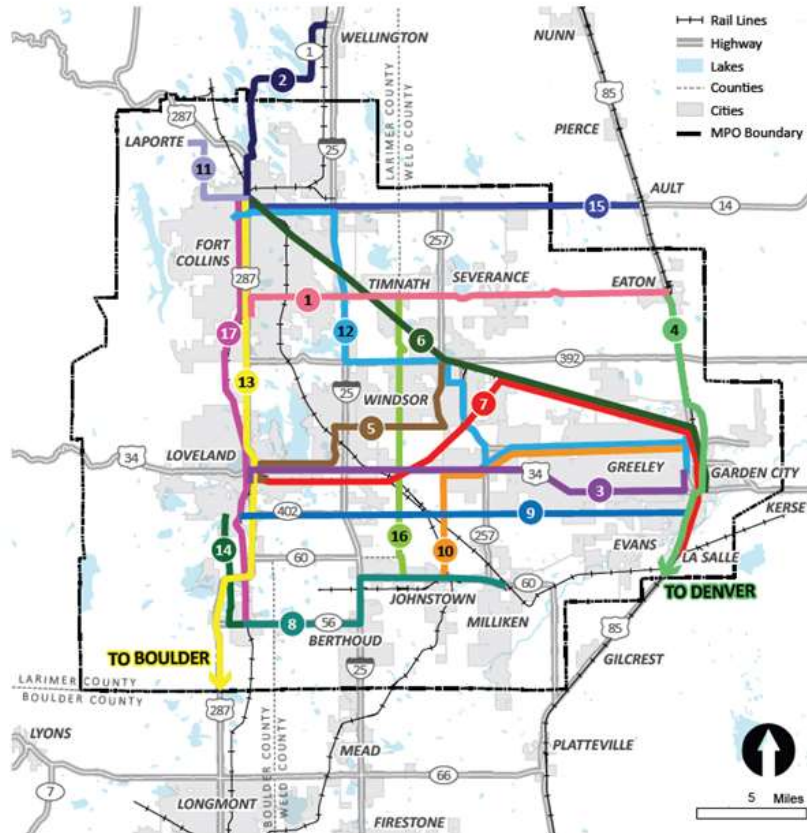 WELLINGTON
NUNN
Rail Lines
Highway
Lakes
Counties
Cities
MPO Boundary
1
2
LARIMER COUNTY
WELD COUNTY
85
287
PIERCE
LAPORTE
25
11
AULT
15
14
FORT
COLLINS
257
SEVERANCE
TIMNATH
EATON
287
1
4
17
12
6
392
13
WINDSOR
25
7
5
LOVELAND
34
34
GREELEY
GARDEN CITY
3
KERSEY
402
9
14
16
257
EVANS
LA SALLE
60
10
60
TO DENVER
JOHNSTOWN
MILLIKEN
8
56
BERTHOUD
85
TO BOULDER
GILCREST
25
LARIMER COUNTY
BOULDER COUNTY
287
BOULDER COUNTY
WELD COUNTY
LYONS
MEAD
PLATTEVILLE
66
7
LONGMONT
FIRESTONE
5 Miles